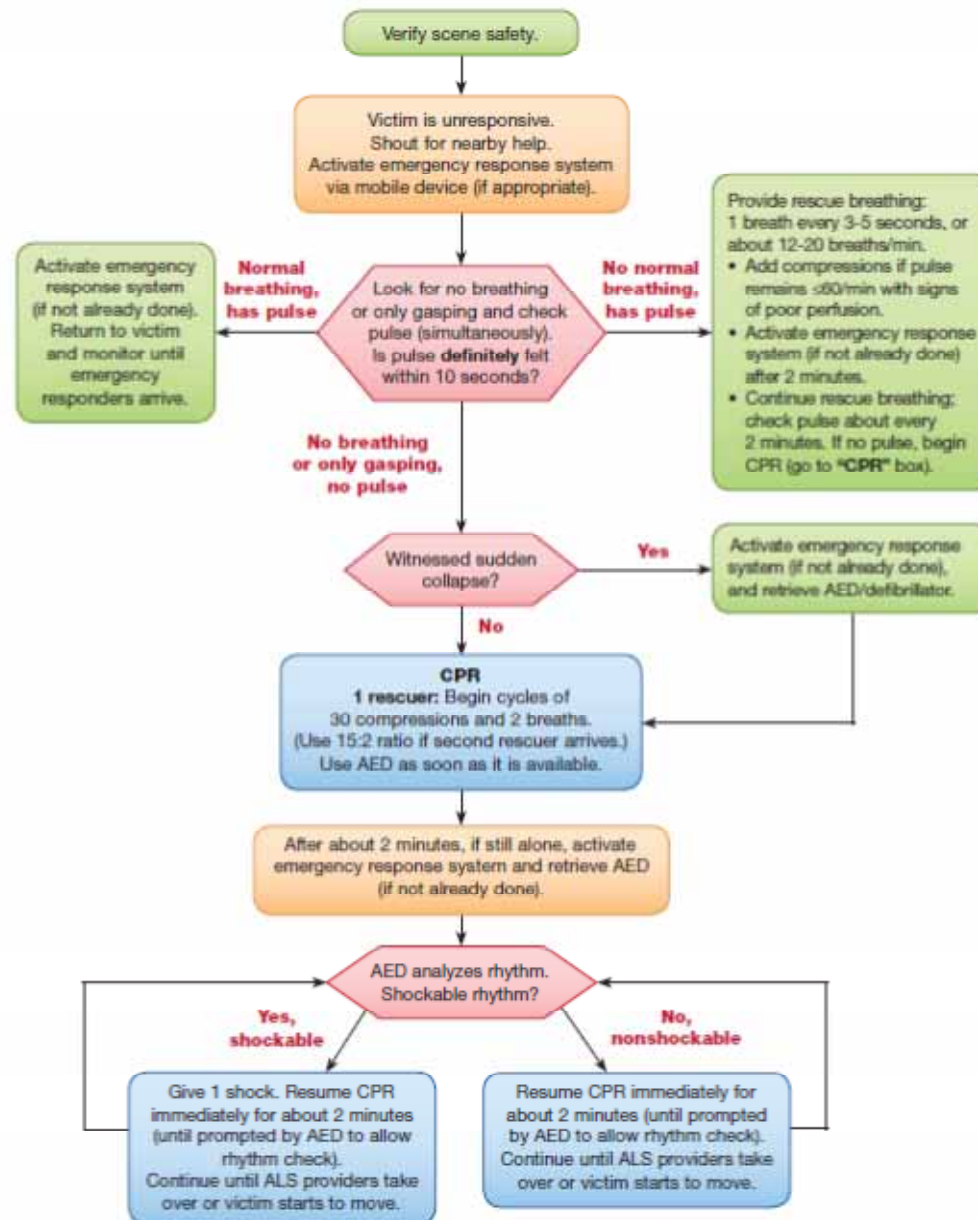 Verify scene safety.
Victim is unresponsive.
Shout for nearby help.
Activate emergency response system
via mobile device (if appropriate).
Activate emergency
response system
(if not already done).
Return to victim
and monitor until
emergency
responders arrive.
Normal
breathing,
has pulse
Look for no breathing
or only gasping and check
pulse (simultaneously).
Is pulse definitely felt
within 10 seconds?
No normal
breathing,
has pulse
Provide rescue breathing:
1 breath every 3-5 seconds, or
about 12-20 breaths/min.
• Add compressions if pulse
remains ≤60/min with signs
of poor perfusion.
• Activate emergency response
system (if not already done)
after 2 minutes.
• Continue rescue breathing;
check pulse about every
2 minutes. If no pulse, begin
CPR (go to "CPR" box).
No breathing
or only gasping,
no pulse
Witnessed sudden
collapse?
Yes
Activate emergency response
system (if not already done),
and retrieve AED/defibrillator.
No
CPR
1 rescuer: Begin cycles of
30 compressions and 2 breaths.
(Use 15:2 ratio if second rescuer arrives.)
Use AED as soon as it is available.
After about 2 minutes, if still alone, activate
emergency response system and retrieve AED
(if not already done).
AED analyzes rhythm.
Shockable rhythm?
Yes,
shockable
No,
nonshockable
Give 1 shock. Resume CPR
immediately for about 2 minutes
(until prompted by AED to allow
rhythm check).
Continue until ALS providers take
over or victim starts to move.
Resume CPR immediately for
about 2 minutes (until prompted
by AED to allow rhythm check).
Continue until ALS providers take
over or victim starts to move.